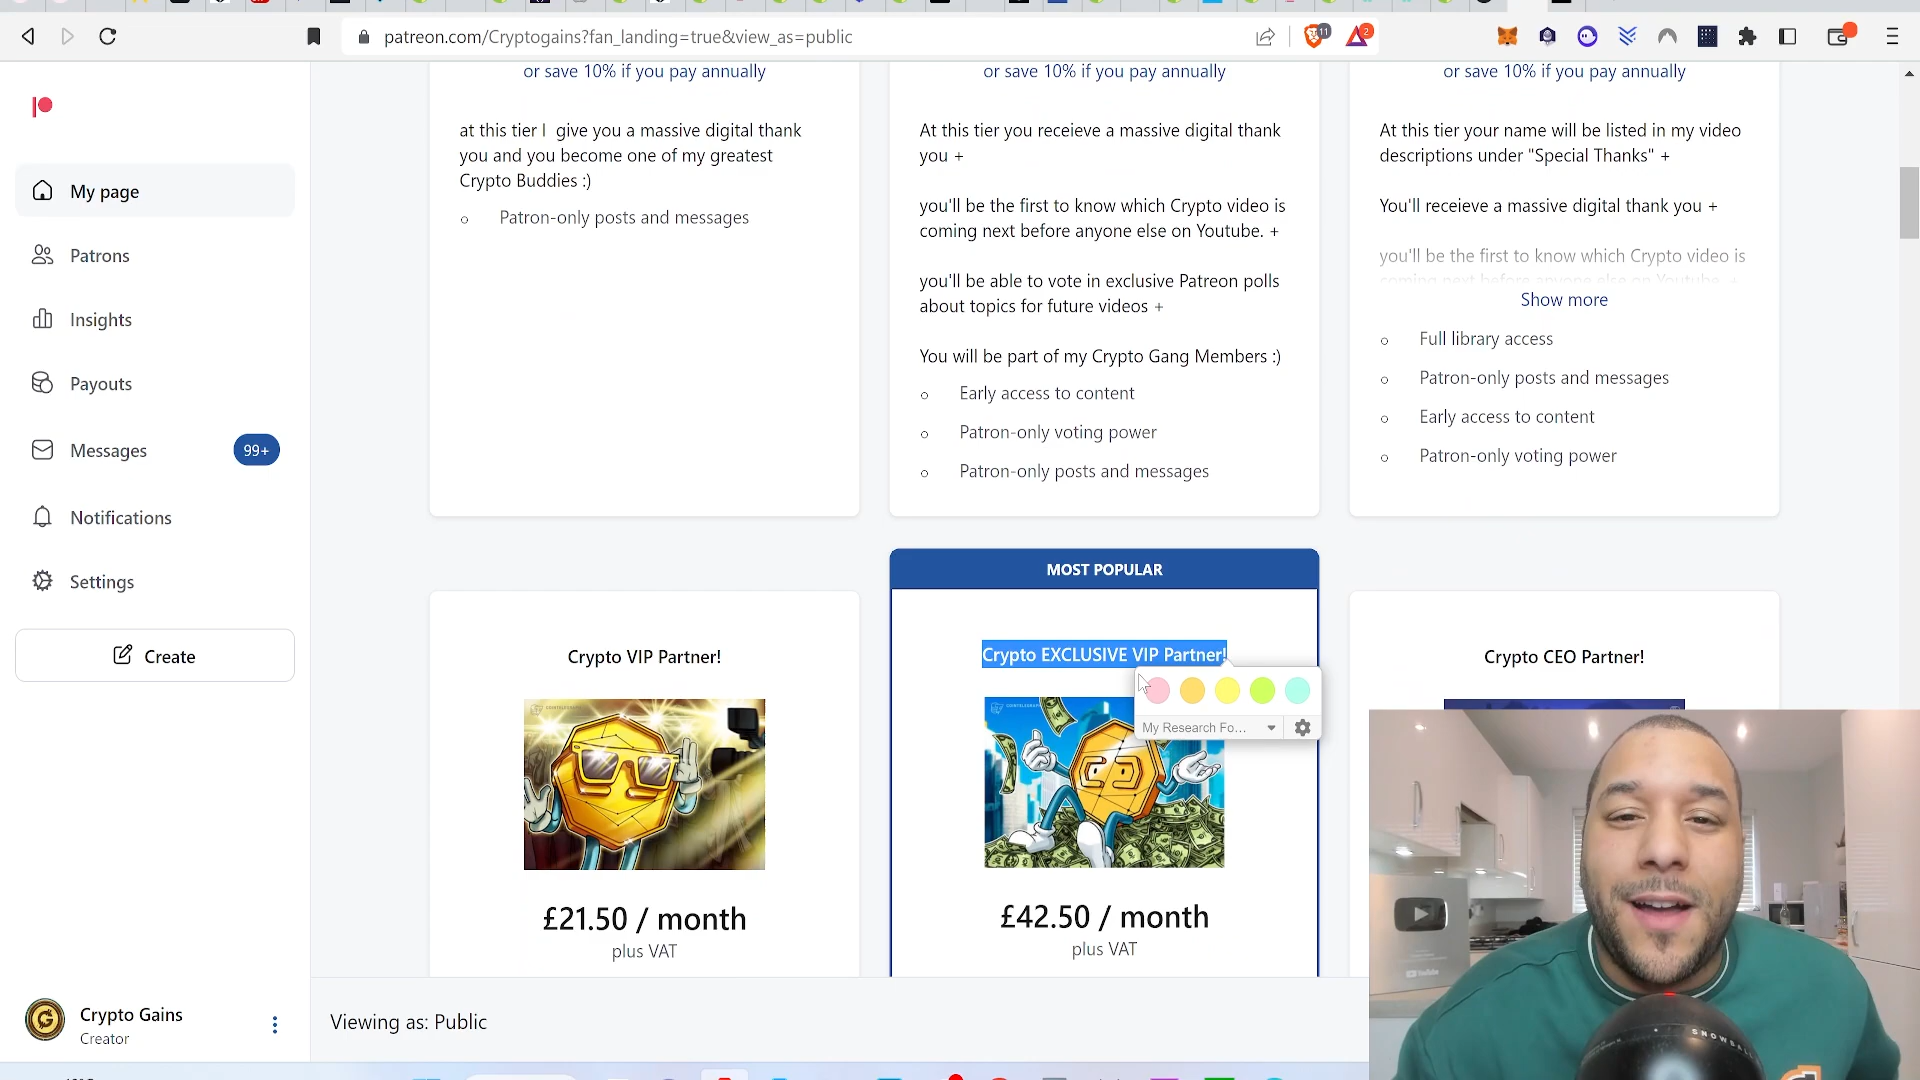 patreon.com/Cryptogains?fan_landing=true&view_as=public
11
2
or save 10% if you pay annually
or save 10% if you pay annually
or save 10% if you pay annually
My page
Patrons
Insights
Payouts
Messages
99+
Notifications
Settings
Create
Crypto Gains
Creator
at this tier I give you a massive digital thank
you and you become one of my greatest
Crypto Buddies :)
Patron-only posts and messages
At this tier you receieve a massive digital thank
you +
you'll be the first to know which Crypto video is
coming next before anyone else on Youtube. +
you'll be able to vote in exclusive Patreon polls
about topics for future videos +
You will be part of my Crypto Gang Members :)
Early access to content
Patron-only voting power
Patron-only posts and messages
At this tier your name will be listed in my video
descriptions under "Special Thanks" +
You'll receieve a massive digital thank you +
you'll be the first to know which Crypto video is
coming next before anyone else on Youtube. +
Show more
Full library access
Patron-only posts and messages
Early access to content
Patron-only voting power
MOST POPULAR
Crypto VIP Partner!
£21.50 / month
plus VAT
Crypto EXCLUSIVE VIP Partner!
My Research Fo...
£42.50 / month
plus VAT
Crypto CEO Partner!
Viewing as: Public
YouTube